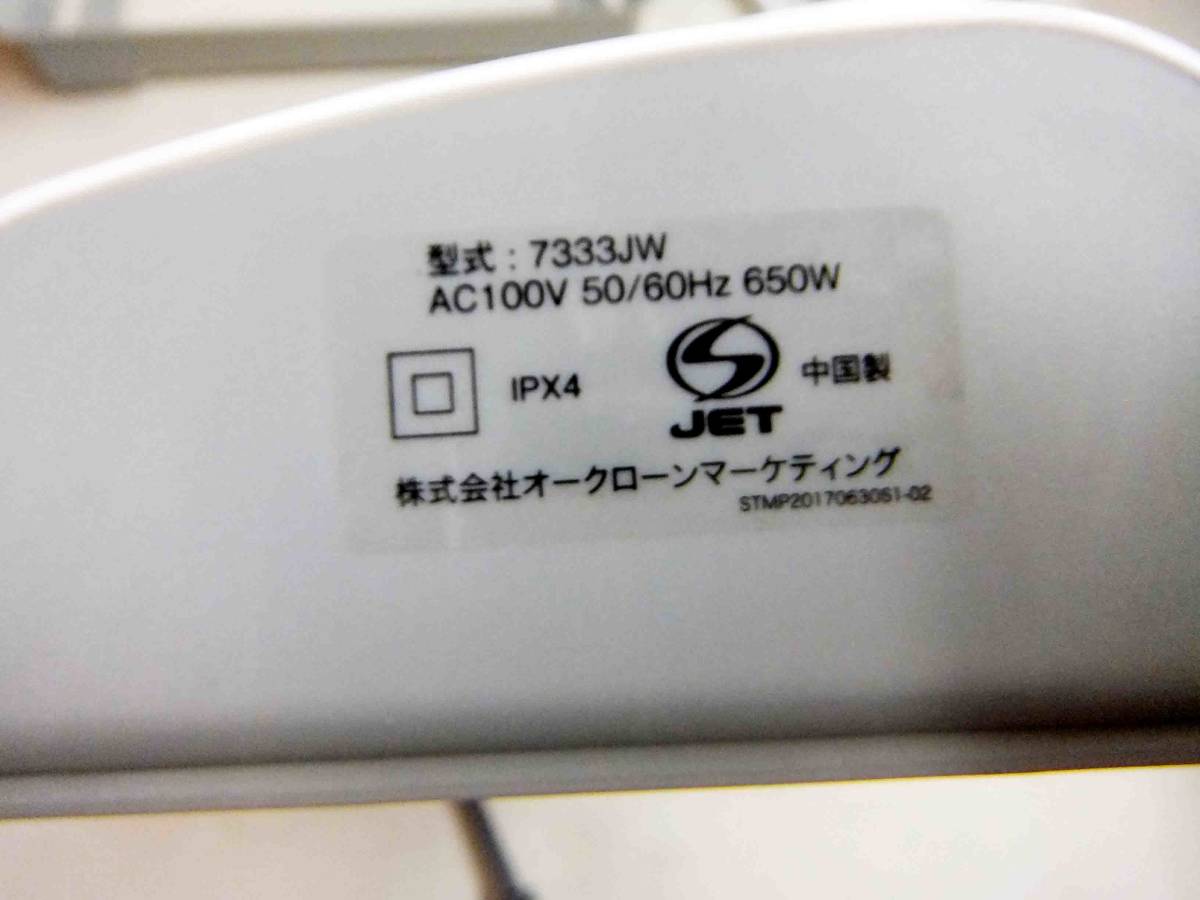 型式：7333JW
AC100V 50/60Hz 650W
IPX4
JET
中国製
株式会社オークローンマーケティング
STMP2017063051-02